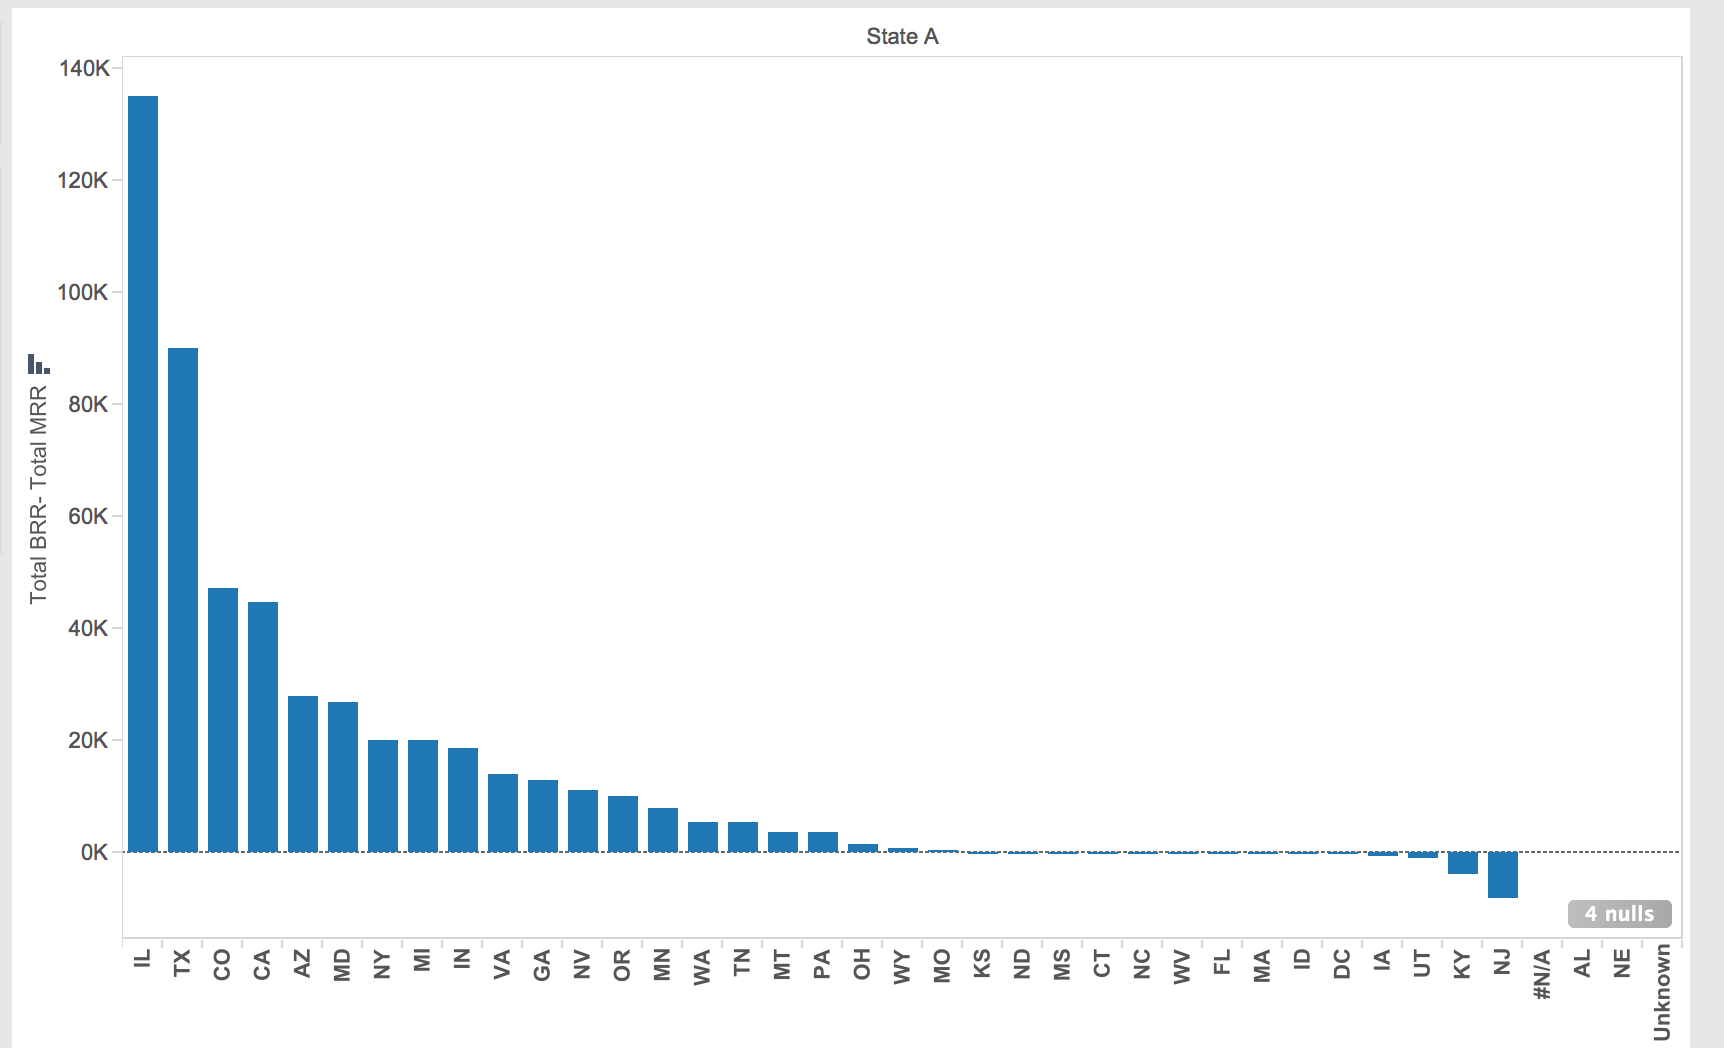 State A
Total BRR- Total MRR
140K
120K
100K
80K
60K
40K
20K
0K
4 nulls
IL TX CO CA AZ MD NY MI IN VA GA NV OR MN WA TN MT PA OH WY MO KS ND MS CT NC WV FL MA ID DC IA UT KY NJ #N/A AL NE Unknown